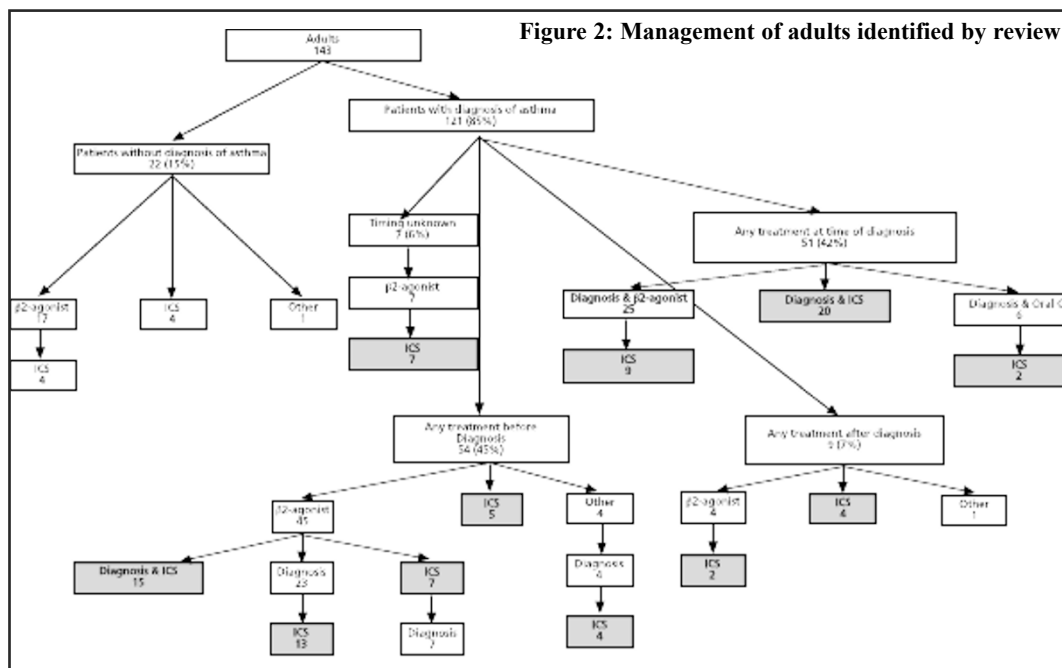 Figure 2: Management of adults identified by review
Adults
143
Patients with diagnosis of asthma
121 (85%)
Patients without diagnosis of asthma
22 (15%)
Timing unknown
7 (6%)
Any treatment at time of diagnosis
51 (42%)
β2-agonist
17
ICS
4
Other
1
β2-agonist
7
Diagnosis & β2-agonist
25
Diagnosis & ICS
20
Diagnosis & Oral C
6
ICS
4
ICS
7
ICS
9
ICS
2
Any treatment before
Diagnosis
54 (45%)
Any treatment after diagnosis
9 (7%)
β2-agonist
45
ICS
5
Other
4
β2-agonist
4
ICS
4
Other
1
Diagnosis & ICS
15
Diagnosis
23
ICS
7
Diagnosis
4
ICS
2
ICS
13
Diagnosis
7
ICS
4